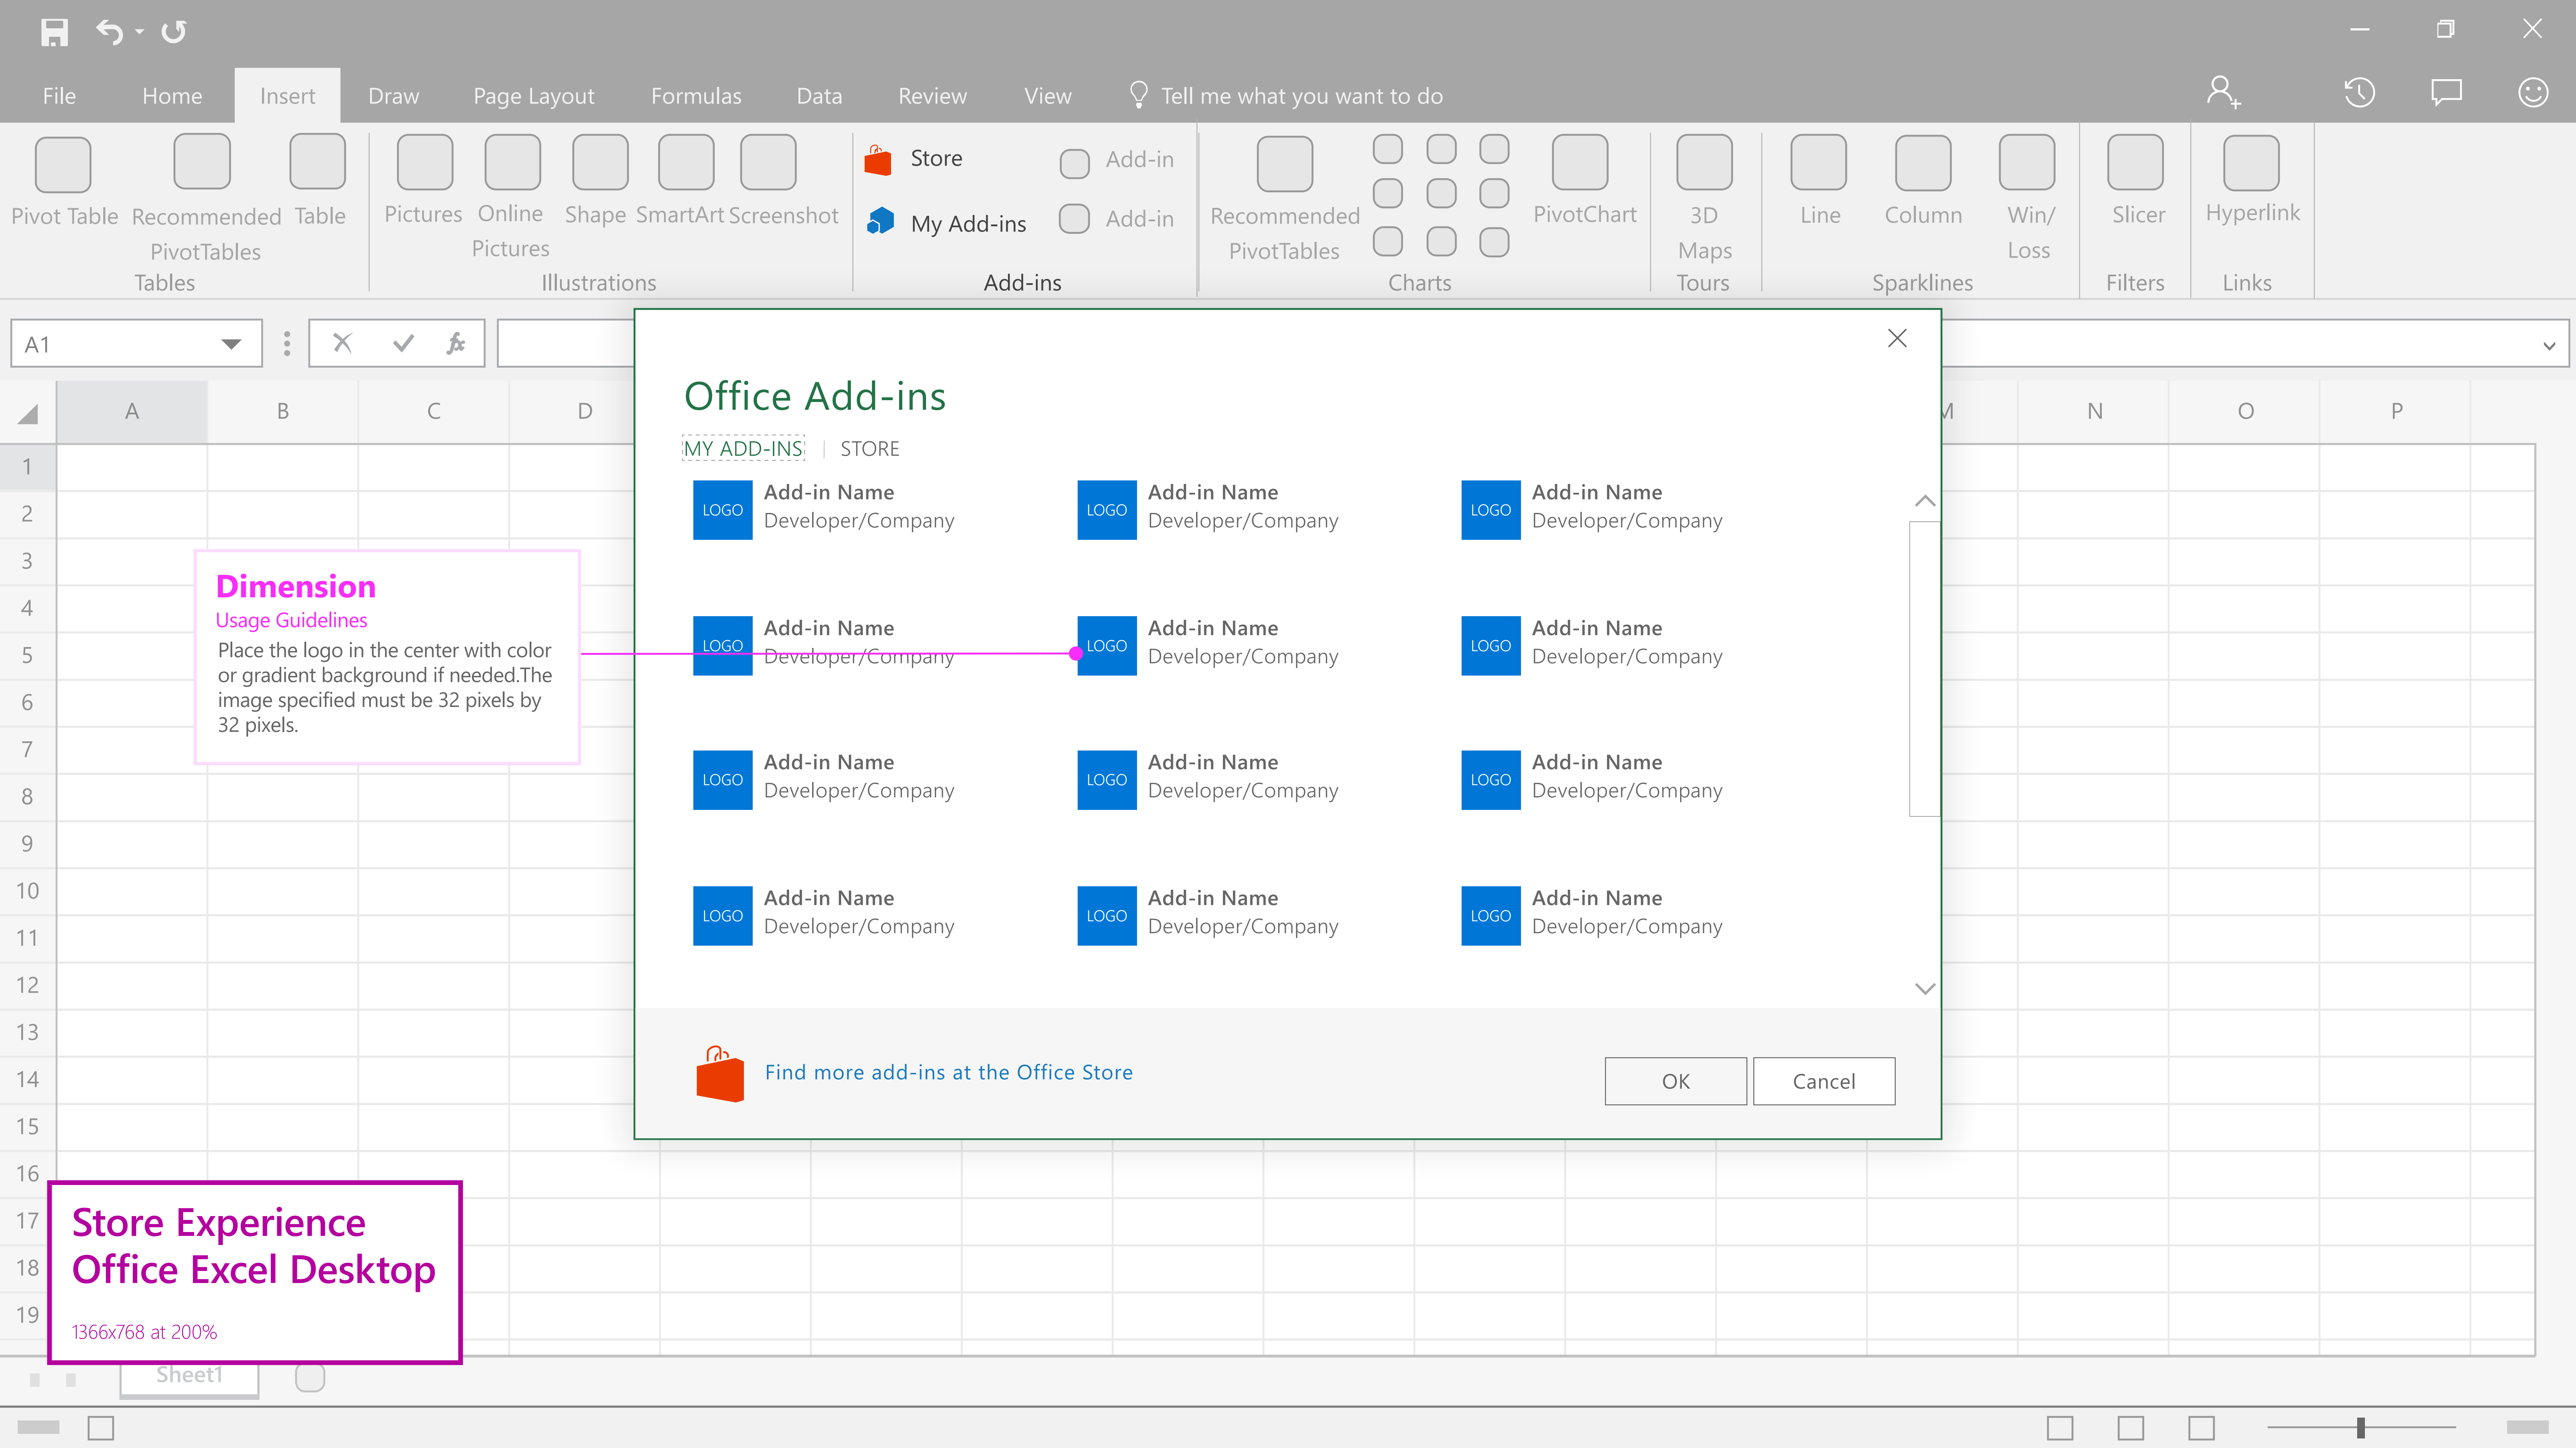 File Home Insert Draw Page Layout Formulas Data Review View Tell me what you want to do
Pivot Table
Recommended
PivotTables
Table
Tables
Pictures
Online
Pictures
Shape
SmartArt
Screenshot
Illustrations
Store
My Add-ins
Add-in
Add-in
Add-ins
Recommended
PivotTables
PivotChart
Charts
3D
Maps
Tours
Line
Column
Win/
Loss
Sparklines
Slicer
Filters
Hyperlink
Links
A1
fx
A B C D M N O P
1
2
3
4
5
6
7
8
9
10
11
12
13
14
15
16
17
18
19
Dimension
Usage Guidelines
Place the logo in the center with color
or gradient background if needed.The
image specified must be 32 pixels by
32 pixels.
Office Add-ins
MY ADD-INS | STORE
LOGO
Add-in Name
Developer/Company
LOGO
Add-in Name
Developer/Company
LOGO
Add-in Name
Developer/Company
LOGO
Add-in Name
Developer/Company
LOGO
Add-in Name
Developer/Company
LOGO
Add-in Name
Developer/Company
LOGO
Add-in Name
Developer/Company
LOGO
Add-in Name
Developer/Company
LOGO
Add-in Name
Developer/Company
LOGO
Add-in Name
Developer/Company
LOGO
Add-in Name
Developer/Company
LOGO
Add-in Name
Developer/Company
Find more add-ins at the Office Store
OK
Cancel
Store Experience
Office Excel Desktop
1366x768 at 200%
Sheet1